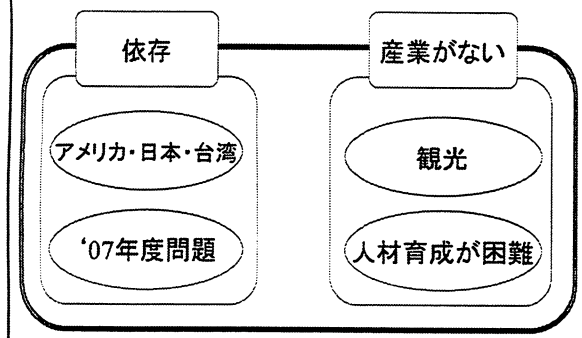 依存
アメリカ・日本・台湾
‘07年度問題
産業がない
観光
人材育成が困難